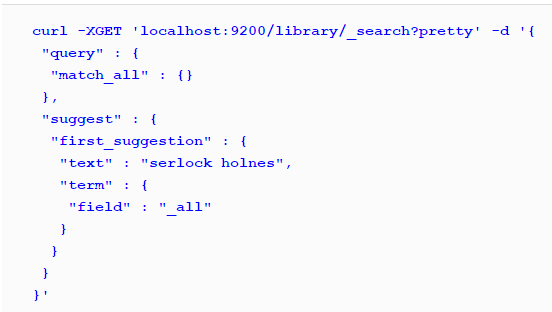 curl -XGET 'localhost:9200/library/_search?pretty' -d '{
 "query" : {
  "match_all" : {}
 },
 "suggest" : {
  "first_suggestion" : {
   "text" : "serlock holnes",
   "term" : {
    "field" : "_all"
   }
  }
 }
}'